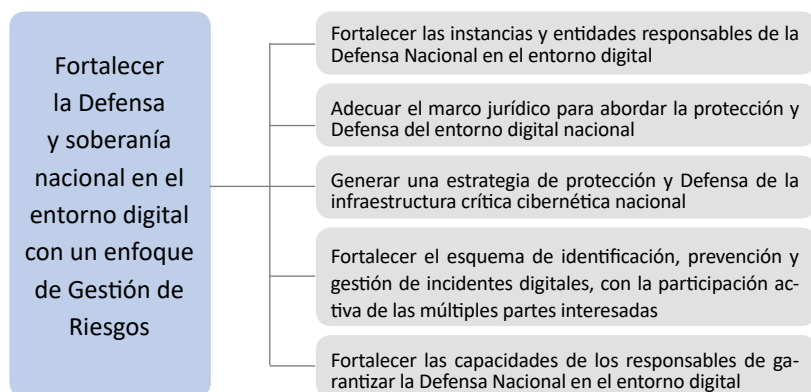 Fortalecer
la Defensa
y soberanía
nacional en el
entorno digital
con un enfoque
de Gestión de
Riesgos
Fortalecer las instancias y entidades responsables de la
Defensa Nacional en el entorno digital
Adecuar el marco jurídico para abordar la protección y
Defensa del entorno digital nacional
Generar una estrategia de protección y Defensa de la
infraestructura crítica cibernética nacional
Fortalecer el esquema de identificación, prevención y
gestión de incidentes digitales, con la participación ac-
tiva de las múltiples partes interesadas
Fortalecer las capacidades de los responsables de ga-
rantizar la Defensa Nacional en el entorno digital